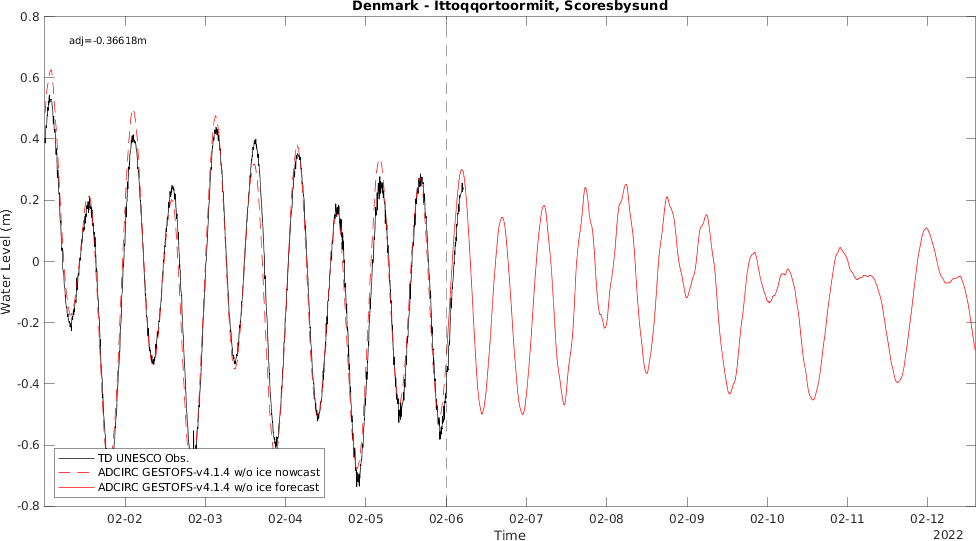 Denmark - Ittoqqortoormiit, Scoresbysund
adj=-0.36618m
0.8
0.6
0.4
0.2
0
-0.2
-0.4
-0.6
-0.8
Water Level (m)
TD UNESCO Obs.
ADCIRC GESTOFS-v4.1.4 w/o ice nowcast
ADCIRC GESTOFS-v4.1.4 w/o ice forecast
02-02 02-03 02-04 02-05 02-06 02-07 02-08 02-09 02-10 02-11 02-12
Time
2022